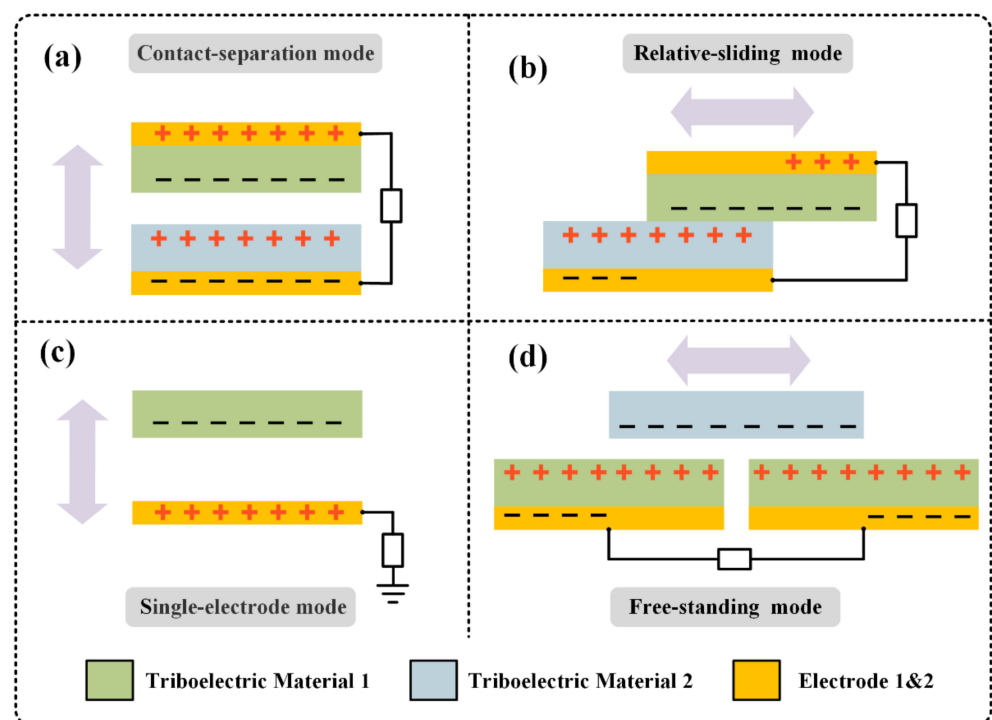 (a)
Contact-separation mode
(b)
Relative-sliding mode
(c)
Single-electrode mode
(d)
Free-standing mode
Triboelectric Material 1
Triboelectric Material 2
Electrode 1&2